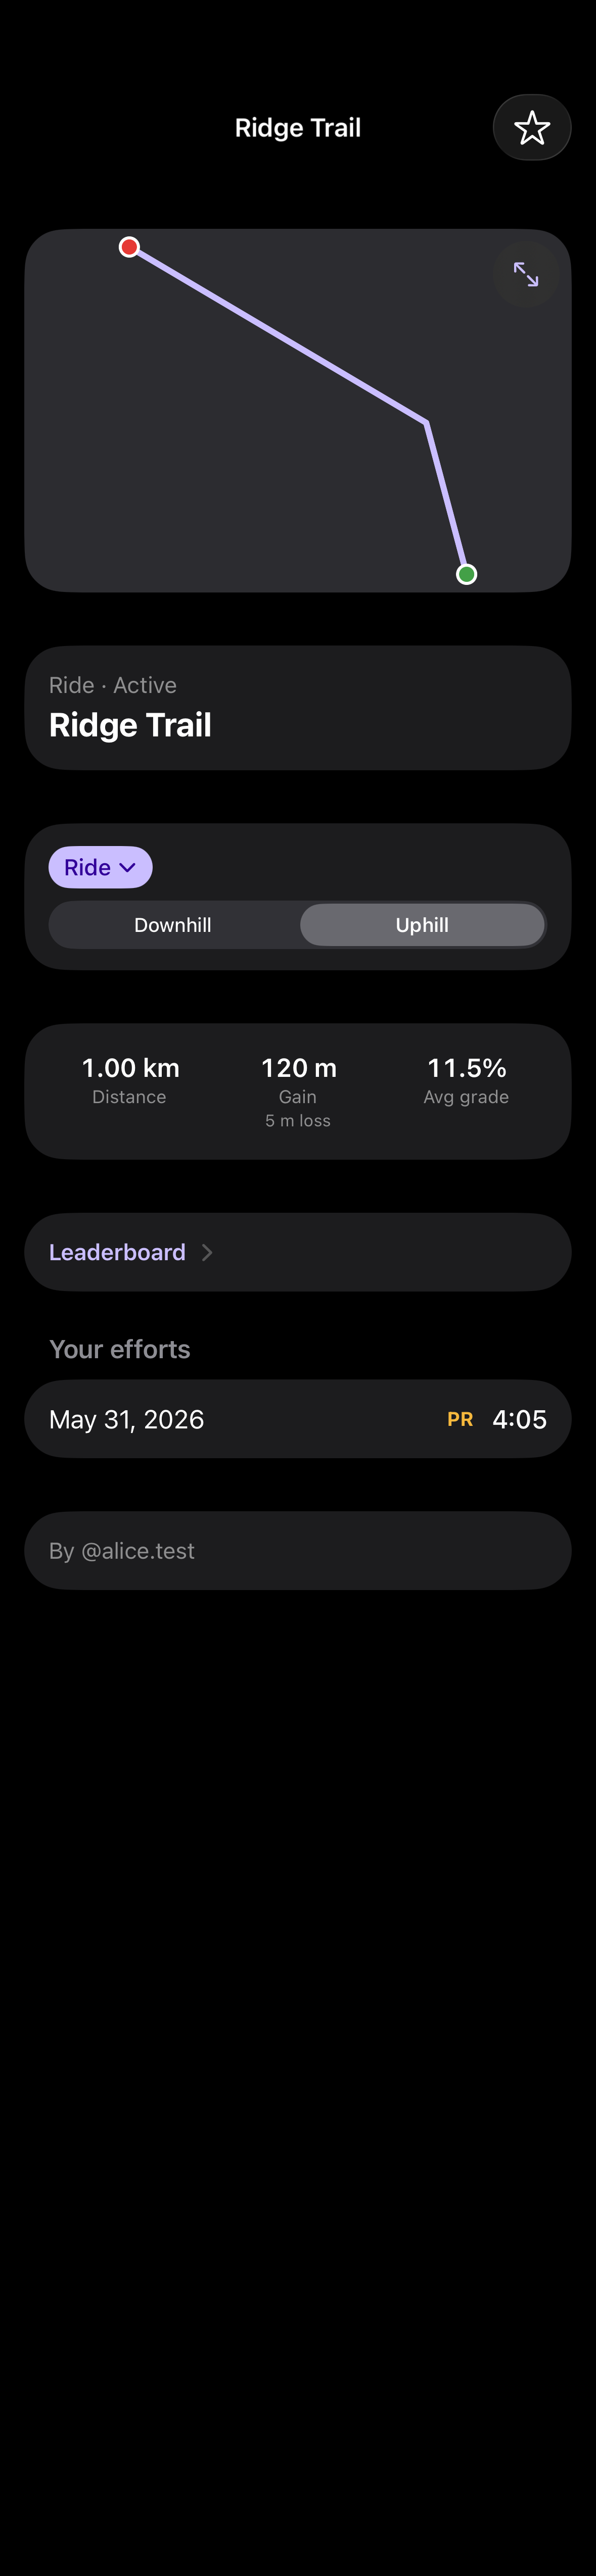 Ridge Trail
Ride · Active
Ridge Trail
Ride
Downhill
Uphill
1.00 km
120 m
11.5%
Distance
Gain
Avg grade
5 m loss
Leaderboard
Your efforts
May 31, 2026
PR
4:05
By @alice.test